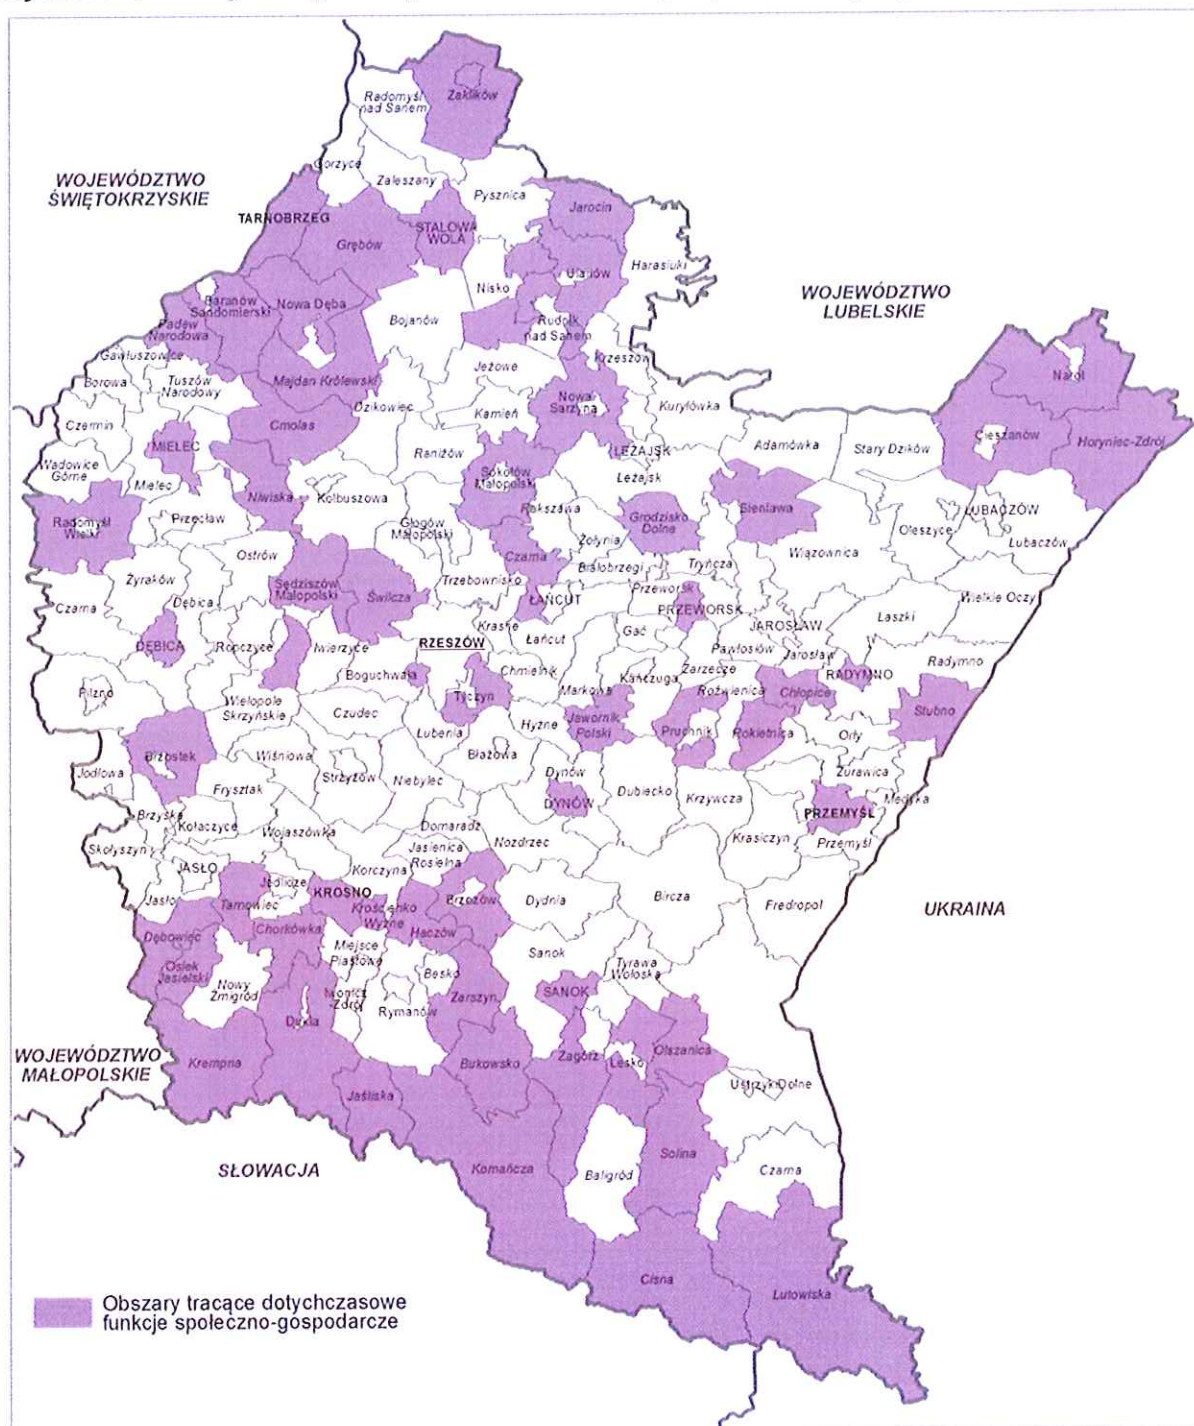 Radomyśl
nad Sanem
Zaklików
Gorzyce
Zaleszany
Pysznica
WOJEWÓDZTWO
ŚWIĘTOKRZYSKIE
Jarocin
TARNOBRZEG
STALOWA
WOLA
Grębów
Harasiuki
Ulanów
Nisko
WOJEWÓDZTWO
LUBELSKIE
Baranów
Sandomierski
Nowa Dęba
Bojanów
Rudnik
nad Sanem
Padew
Narodowa
Gawłuszowice
Krzeszów
Jeżowe
Narol
Borowa
Tuszów
Narodowy
Majdan Królewski
Dzikowiec
Kamień
Nowa
Sarzyna
Kuryłówka
Czermin
Cmolas
MIELEC
Adamówka
Stary Dzików
Cieszanów
Horyniec-Zdrój
Raniżów
LEŻAJSK
Leżajsk
Wadowice
Górne
Mielec
Niwiska
Kolbuszowa
Sokołów
Małopolski
Rakszawa
Grodzisko
Dolne
Sieniawa
Oleszyce
LUBACZÓW
Lubaczów
Radomyśl
Wielki
Przecław
Głogów
Małopolski
Ostrów
Czarna
Żołynia
Wiązownica
Żyraków
Sędziszów
Małopolski
Świlcza
Trzebownisko
Białobrzegi
Tryńcza
Czarna
Dębica
ŁAŃCUT
Przeworsk
PRZEWORSK
Wielkie Oczy
Laszki
Krasne
Łańcut
Gać
JAROSŁAW
DĘBICA
Ropczyce
Iwierzyce
RZESZÓW
Pawłosiów
Jarosław
Radymno
RADYMNO
Boguchwała
Chmielnik
Markowa
Kańczuga
Zarzecze
Roźwienica
Chłopice
Pilzno
Tyczyn
Wielopole
Skrzyńskie
Czudec
Lubenia
Hyżne
Jawornik
Polski
Pruchnik
Rokietnica
Stubno
Orły
Brzostek
Wiśniowa
Strzyżów
Niebylec
Błażowa
Dynów
Żurawica
Jodłowa
Frysztak
DYNÓW
Dubiecko
Krzywcza
Medyka
PRZEMYŚL
Brzyska
Kołaczyce
Wojaszówka
Domaradz
Nozdrzec
Krasiczyn
Przemyśl
Skołyszyn
Jasienica
Rosielna
JASŁO
Korczyna
Jedlicze
KROSNO
Jasło
Tarnowiec
Krościenko
Wyżne
Brzozów
Dydnia
Bircza
Fredropol
UKRAINA
Dębowiec
Chorkówka
Haczów
Miejsce
Piastowe
Osiek
Jasielski
Nowy
Żmigród
Besko
Sanok
Tyrawa
Wołoska
Iwonicz
-Zdrój
Rymanów
Zarszyn
SANOK
Dukla
WOJEWÓDZTWO
MAŁOPOLSKIE
Krempna
Bukowsko
Zagórz
Lesko
Olszanica
Ustrzyki Dolne
Jaśliska
SŁOWACJA
Komańcza
Baligród
Solina
Czarna
Cisna
Lutowiska
Obszary tracące dotychczasowe
funkcje społeczno-gospodarcze